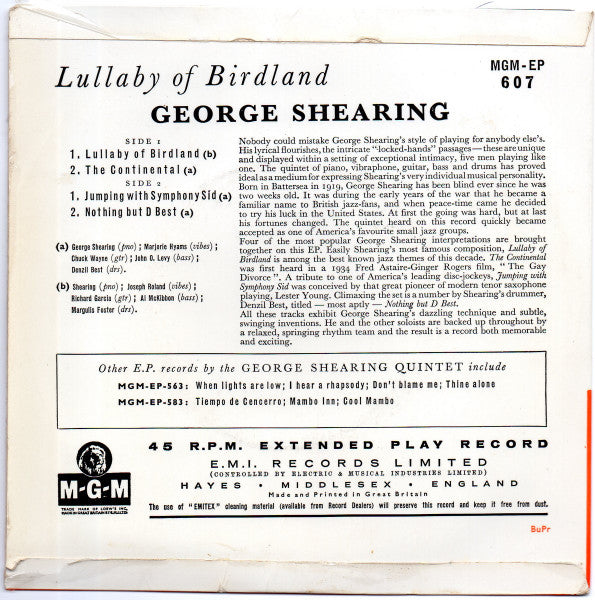 Lullaby of Birdland
MGM-EP
607
GEORGE SHEARING
SIDE 1
1. Lullaby of Birdland (b)
2. The Continental (a)
SIDE 2
1. Jumping with Symphony Sid (a)
2. Nothing but D Best (a)
(a) George Shearing (pno); Marjorie Hyams (vibes);
Chuck Wayne (gtr); John O. Levy (bass);
Denzil Best (drs).
(b) Shearing (pno); Joseph Roland (vibes);
Richard Garcia (gtr); Al McKibbon (bass);
Margulis Foster (drs).
Nobody could mistake George Shearing's style of playing for anybody else's.
His lyrical flourishes, the intricate "locked-hands" passages—these are unique
and displayed within a setting of exceptional intimacy, five men playing like
one. The quintet of piano, vibraphone, guitar, bass and drums has proved
ideal as a medium for expressing Shearing's very individual musical personality.
Born in Battersea in 1919, George Shearing has been blind ever since he was
two weeks old. It was during the early years of the war that he became a
familiar name to British jazz-fans, and when peace-time came he decided
to try his luck in the United States. At first the going was hard, but at last
his fortunes changed. The quintet heard on this record quickly became
accepted as one of America's favourite small jazz groups.
Four of the most popular George Shearing interpretations are brought
together on this EP. Easily Shearing's most famous composition, Lullaby of
Birdland is among the best known jazz themes of this decade. The Continental
was first heard in a 1934 Fred Astaire-Ginger Rogers film, "The Gay
Divorce". A tribute to one of America's leading disc-jockeys, Jumping with
Symphony Sid was conceived by that great pioneer of modern tenor saxophone
playing, Lester Young. Climaxing the set is a number by Shearing's drummer,
Denzil Best, titled — most aptly — Nothing but D Best.
All these tracks exhibit George Shearing's dazzling technique and subtle,
swinging inventions. He and the other soloists are backed up throughout by
a relaxed, springing rhythm team and the result is a record both memorable
and exciting.
Other E.P. records by the GEORGE SHEARING QUINTET include
MGM-EP-563: When lights are low; I hear a rhapsody; Don't blame me; Thine alone
MGM-EP-583: Tiempo de Cencerro; Mambo Inn; Cool Mambo
45 R.P.M. EXTENDED PLAY RECORD
E.M.I. RECORDS LIMITED
(CONTROLLED BY ELECTRIC & MUSICAL INDUSTRIES LIMITED)
HAYES • MIDDLESEX • ENGLAND
Made and Printed in Great Britain
M-G-M
TRADE MARK OF LOEW'S INC.
The use of "EMITEX" cleaning material (available from Record Dealers) will preserve this record and keep it free from dust.
BuPr